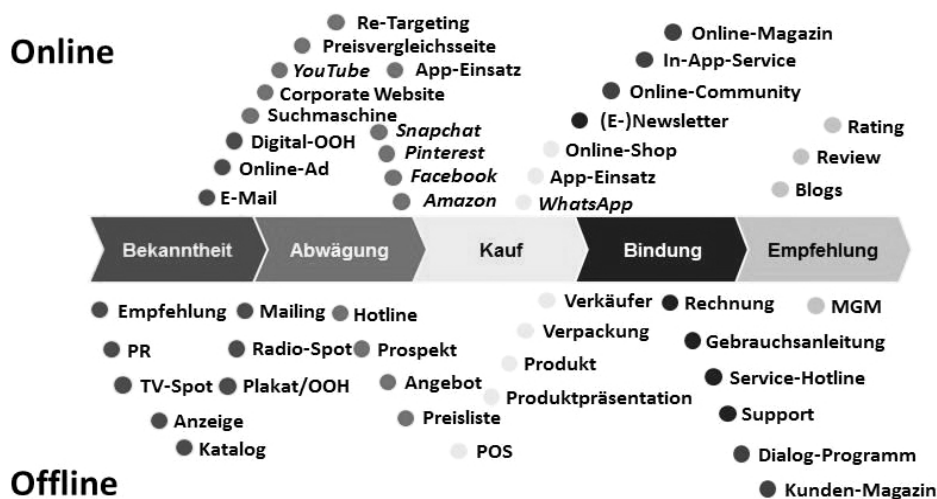 Online
Re-Targeting
Preisvergleichsseite
YouTube
App-Einsatz
Corporate Website
Suchmaschine
Digital-OOH
Online-Ad
E-Mail
Snapchat
Pinterest
Facebook
Amazon
Online-Magazin
In-App-Service
Online-Community
(E-)Newsletter
Online-Shop
App-Einsatz
WhatsApp
Rating
Review
Blogs
Bekanntheit
Abwägung
Kauf
Bindung
Empfehlung
Empfehlung
PR
TV-Spot
Anzeige
Katalog
Mailing
Radio-Spot
Plakat/OOH
Hotline
Prospekt
Angebot
Preisliste
Verkäufer
Verpackung
Produkt
Produktpräsentation
POS
Rechnung
Gebrauchsanleitung
Service-Hotline
Support
Dialog-Programm
Kunden-Magazin
MGM
Offline